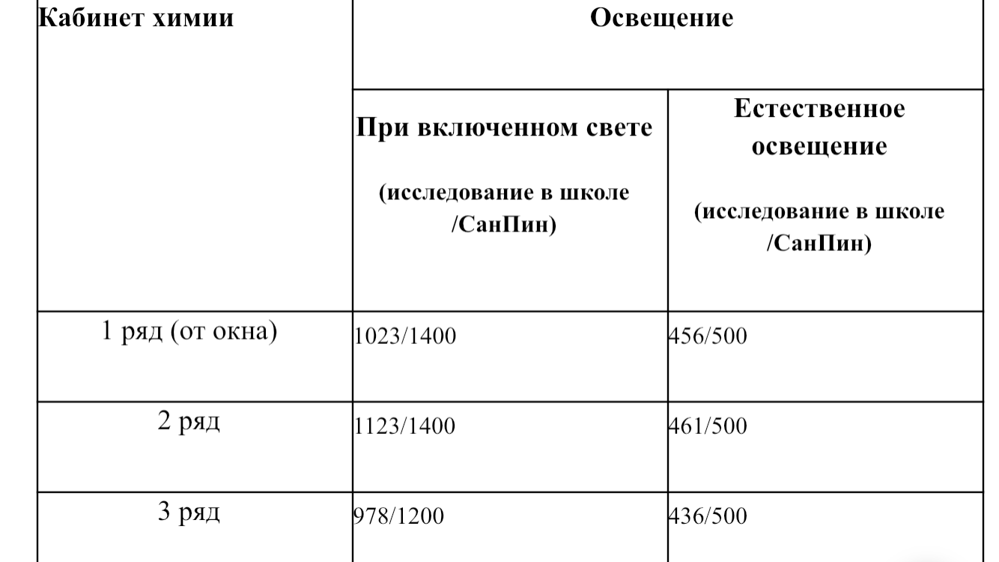 Кабинет химии
Освещение
При включенном свете
(исследование в школе
/СанПин)
Естественное
освещение
(исследование в школе
/СанПин)
1 ряд (от окна)
1023/1400
456/500
2 ряд
1123/1400
461/500
3 ряд
978/1200
436/500